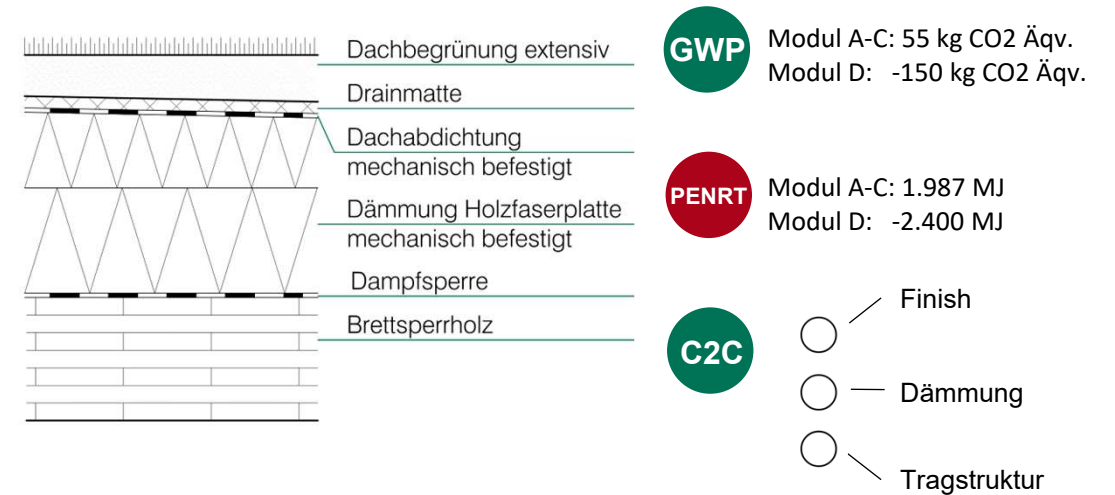 Dachbegrünung extensiv
Drainmatte
Dachabdichtung
mechanisch befestigt
Dämmung Holzfaserplatte
mechanisch befestigt
Dampfsperre
Brettsperrholz
GWP
Modul A-C: 55 kg CO2 Äqv.
Modul D: -150 kg CO2 Äqv.
PENRT
Modul A-C: 1.987 MJ
Modul D: -2.400 MJ
C2C
Finish
Dämmung
Tragstruktur